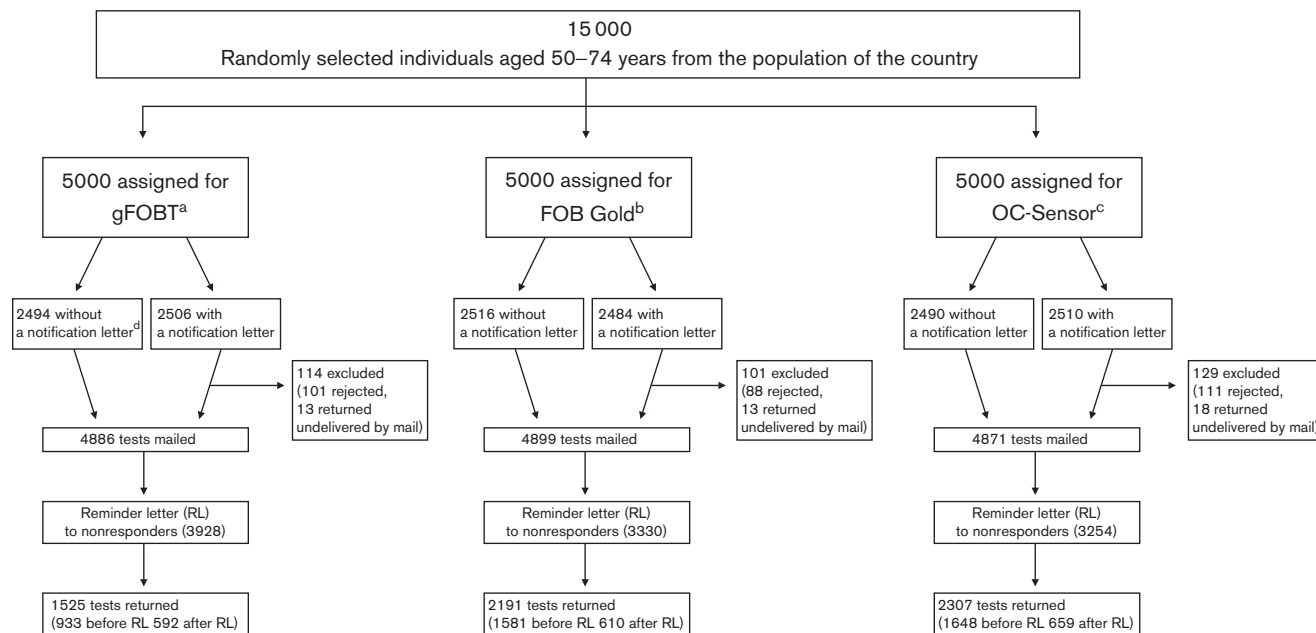 15 000
Randomly selected individuals aged 50–74 years from the population of the country
5000 assigned for
gFOBTa
5000 assigned for
FOB Goldb
5000 assigned for
OC-Sensorc
2494 without
a notification letterd
2506 with
a notification letter
2516 without
a notification letter
2484 with
a notification letter
2490 without
a notification letter
2510 with
a notification letter
114 excluded
(101 rejected,
13 returned
undelivered by mail)
101 excluded
(88 rejected,
13 returned
undelivered by mail)
129 excluded
(111 rejected,
18 returned
undelivered by mail)
4886 tests mailed
4899 tests mailed
4871 tests mailed
Reminder letter (RL)
to nonresponders (3928)
Reminder letter (RL)
to nonresponders (3330)
Reminder letter (RL)
to nonresponders (3254)
1525 tests returned
(933 before RL 592 after RL)
2191 tests returned
(1581 before RL 610 after RL)
2307 tests returned
(1648 before RL 659 after RL)